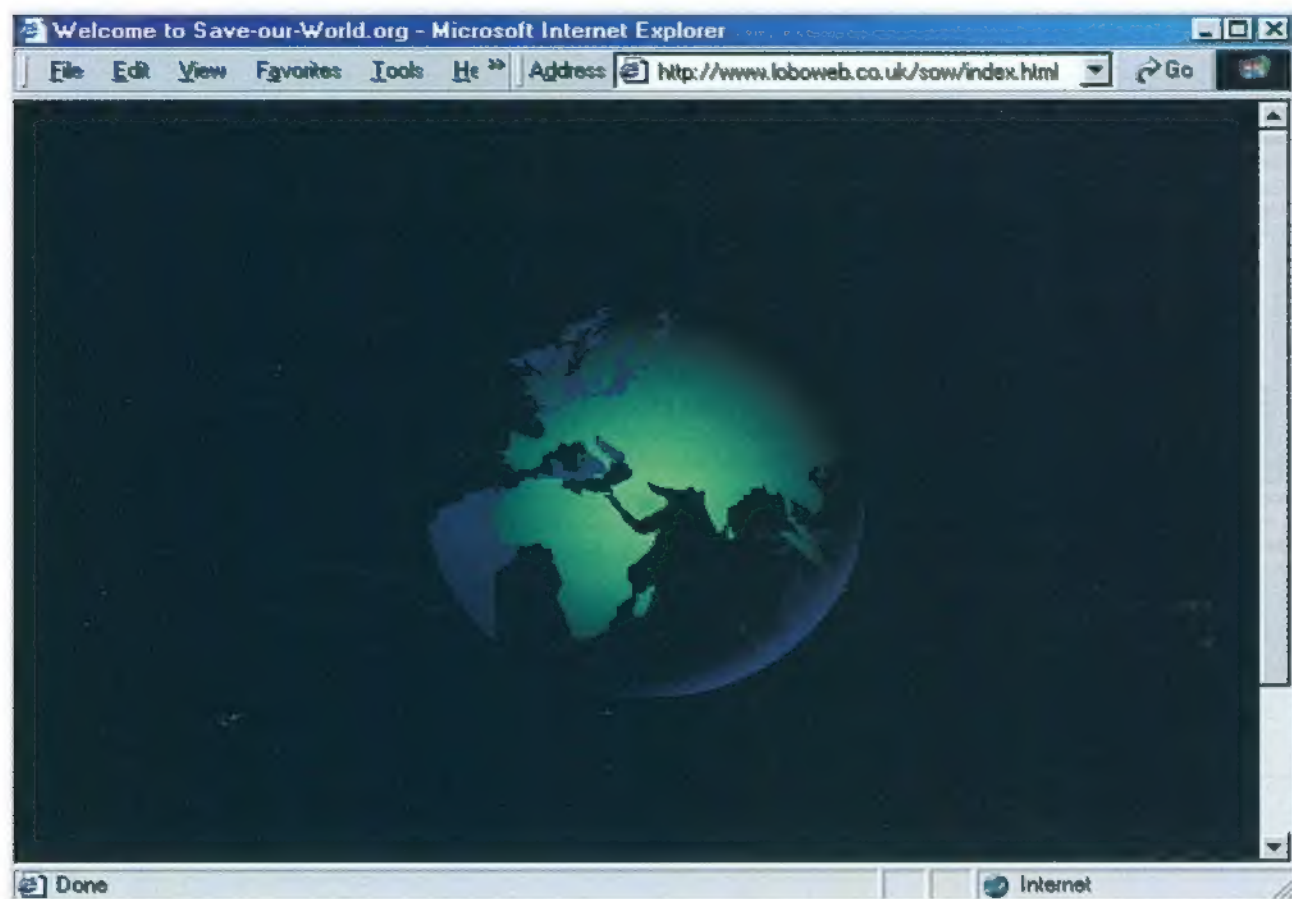 Welcome to Save-our-World.org - Microsoft Internet Explorer
File Edit View Favorites Tools He » Address http://www.loboweb.co.uk/sow/index.html Go
Done Internet